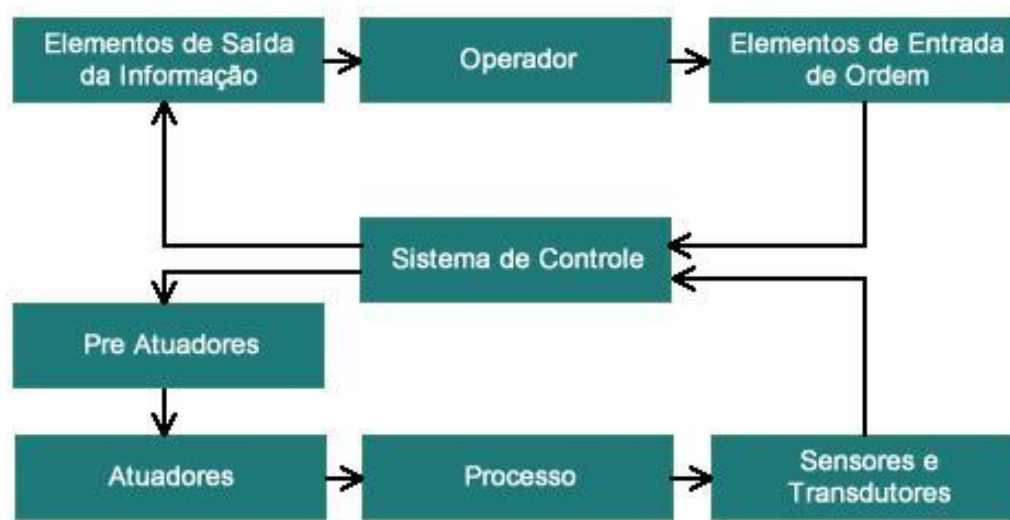 Elementos de Saída
da Informação
Operador
Elementos de Entrada
de Ordem
Sistema de Controle
Pre Atuadores
Atuadores
Processo
Sensores e
Transdutores